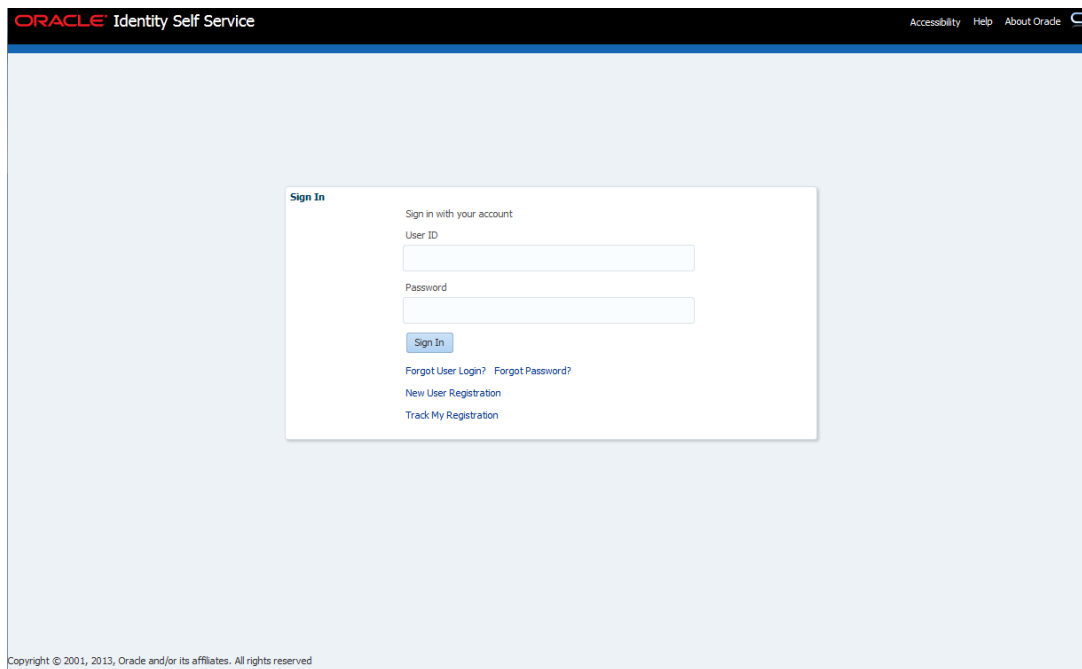 ORACLE® Identity Self Service
Accessibility Help About Oracle
Sign In
Sign in with your account
User ID
Password
Sign In
Forgot User Login? Forgot Password?
New User Registration
Track My Registration
Copyright © 2001, 2013, Oracle and/or its affiliates. All rights reserved